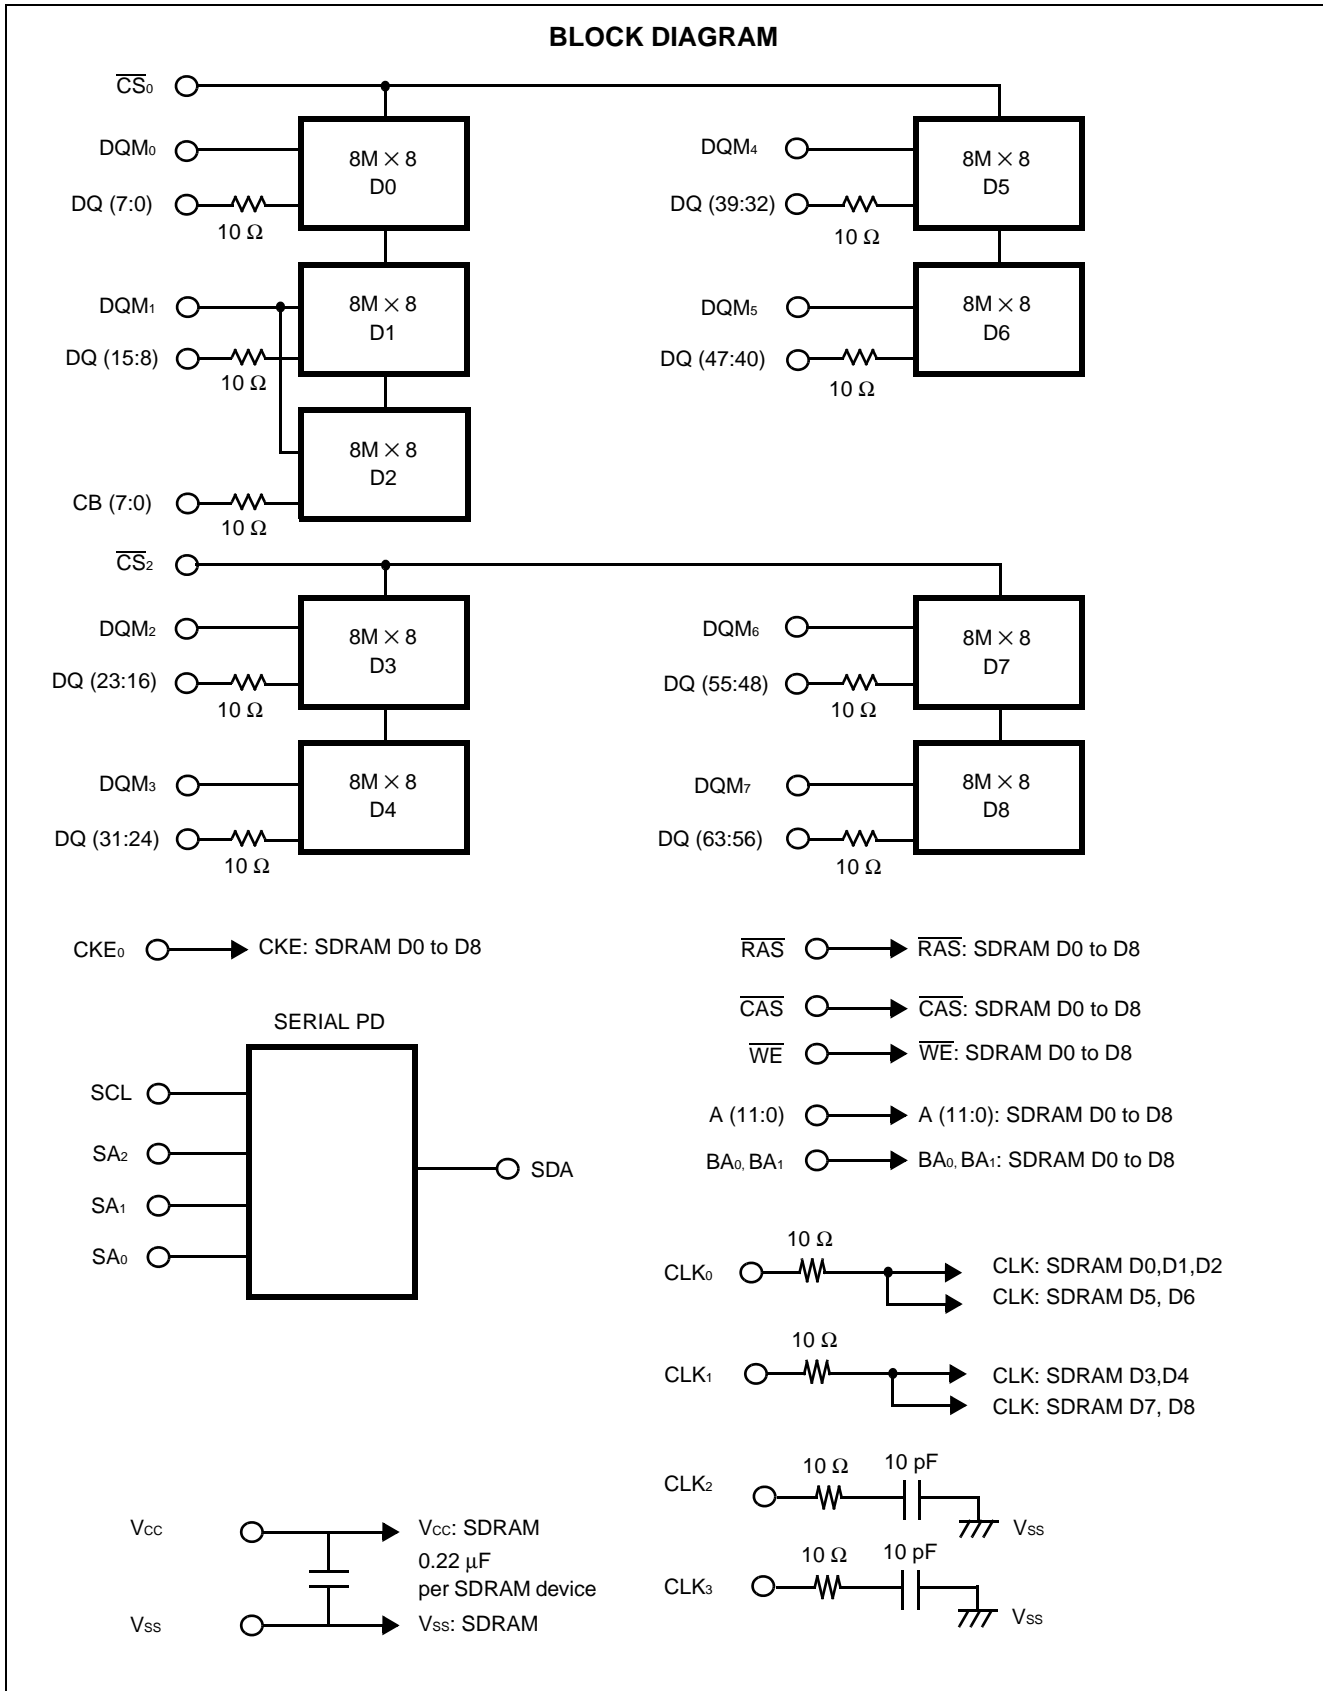 BLOCK DIAGRAM
CS0
DQM0
8M × 8
D0
DQ (7:0)
10 Ω
DQM4
8M × 8
D5
DQ (39:32)
10 Ω
DQM1
8M × 8
D1
DQ (15:8)
10 Ω
DQM5
8M × 8
D6
DQ (47:40)
10 Ω
8M × 8
D2
CB (7:0)
10 Ω
CS2
DQM2
8M × 8
D3
DQ (23:16)
10 Ω
DQM6
8M × 8
D7
DQ (55:48)
10 Ω
DQM3
8M × 8
D4
DQ (31:24)
10 Ω
DQM7
8M × 8
D8
DQ (63:56)
10 Ω
CKE0 CKE: SDRAM D0 to D8
RAS RAS: SDRAM D0 to D8
CAS CAS: SDRAM D0 to D8
WE WE: SDRAM D0 to D8
A (11:0) A (11:0): SDRAM D0 to D8
BA0, BA1 BA0, BA1: SDRAM D0 to D8
SERIAL PD
SCL
SA2
SA1
SA0
SDA
10 Ω
CLK0 CLK: SDRAM D0,D1,D2
CLK: SDRAM D5, D6
10 Ω
CLK1 CLK: SDRAM D3,D4
CLK: SDRAM D7, D8
10 Ω 10 pF
CLK2
VSS
10 Ω 10 pF
CLK3
VSS
VCC VCC: SDRAM
0.22 μF
per SDRAM device
VSS VSS: SDRAM